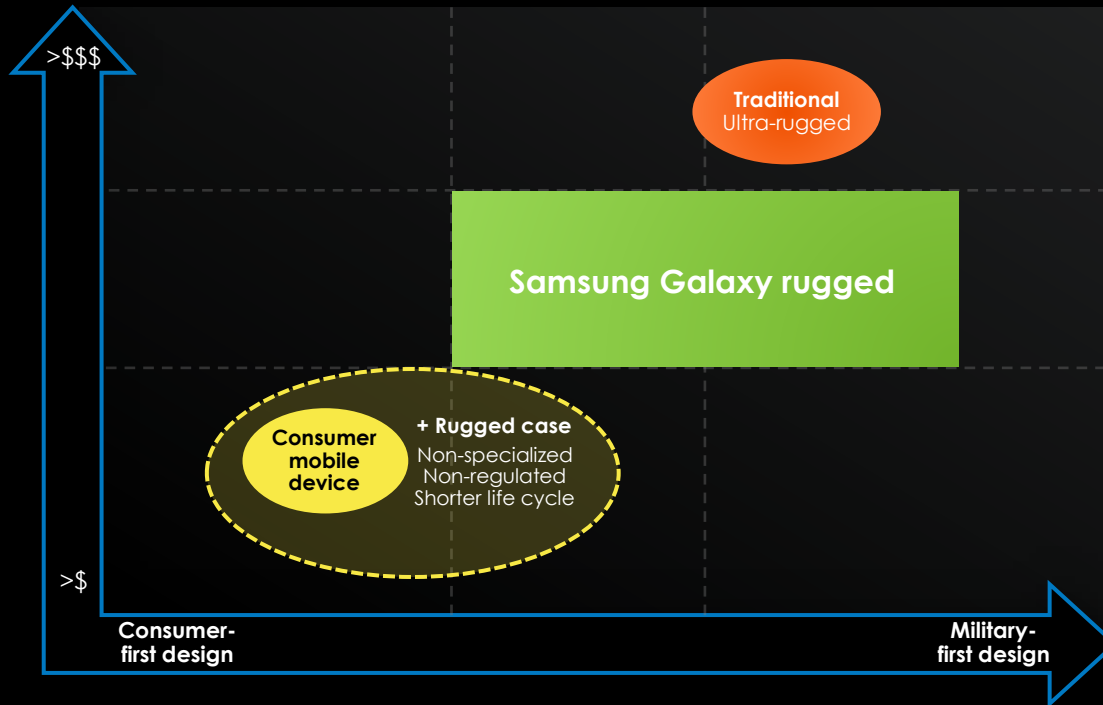 >$$$
Traditional
Ultra-rugged
Samsung Galaxy rugged
Consumer
mobile
device
+ Rugged case
Non-specialized
Non-regulated
Shorter life cycle
>$
Consumer-
first design
Military-
first design